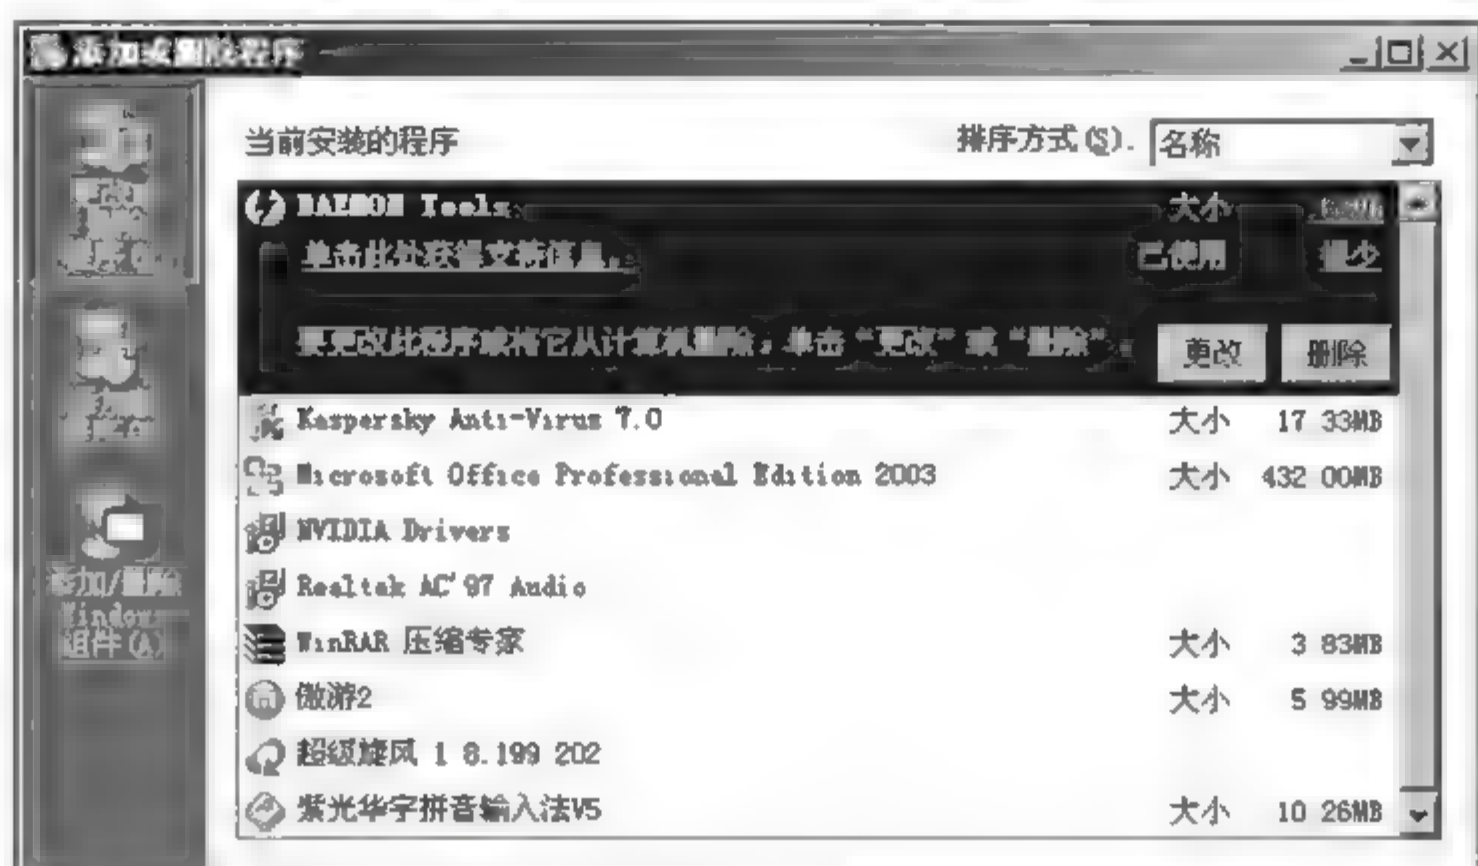 添加或删除程序
当前安装的程序 排序方式(S). 名称
DAEMON Tools 大小
单击此处获得支持信息。 已使用 很少
要更改此程序或将它从计算机删除，单击“更改”或“删除”。 更改 删除
Kaspersky Anti-Virus 7.0 大小 17 33MB
Microsoft Office Professional Edition 2003 大小 432 00MB
NVIDIA Drivers
Realtek AC'97 Audio
WinRAR 压缩专家 大小 3 83MB
傲游2 大小 5 99MB
超级旋风 1 8.199 202
紫光华宇拼音输入法V5 大小 10 26MB
添加/删除
Windows
组件(A)